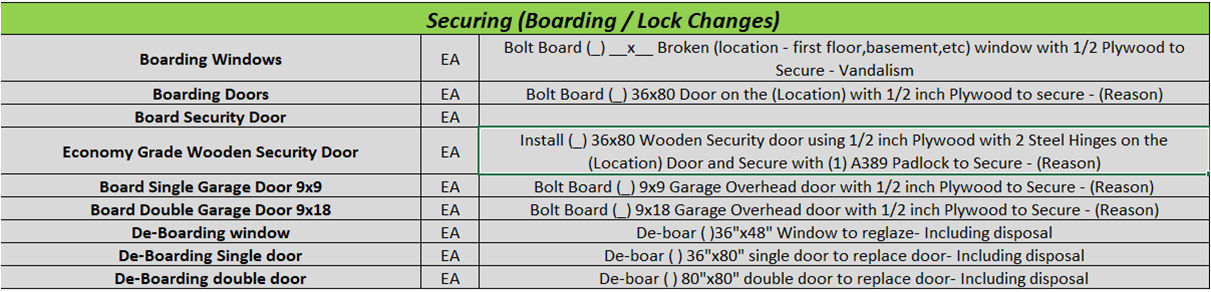 Securing (Boarding / Lock Changes)
Boarding Windows EA Bolt Board (_) __x__ Broken (location - first floor,basement,etc) window with 1/2 Plywood to
Secure - Vandalism
Boarding Doors EA Bolt Board (_) 36x80 Door on the (Location) with 1/2 inch Plywood to secure - (Reason)
Board Security Door EA
Economy Grade Wooden Security Door EA Install (_) 36x80 Wooden Security door using 1/2 inch Plywood with 2 Steel Hinges on the
(Location) Door and Secure with (1) A389 Padlock to Secure - (Reason)
Board Single Garage Door 9x9 EA Bolt Board (_) 9x9 Garage Overhead door with 1/2 inch Plywood to Secure - (Reason)
Board Double Garage Door 9x18 EA Bolt Board (_) 9x18 Garage Overhead door with 1/2 inch Plywood to Secure - (Reason)
De-Boarding window EA De-boar ( )36"x48" Window to reglaze- Including disposal
De-Boarding Single door EA De-boar ( ) 36"x80" single door to replace door- Including disposal
De-Boarding double door EA De-boar ( ) 80"x80" double door to replace door- Including disposal